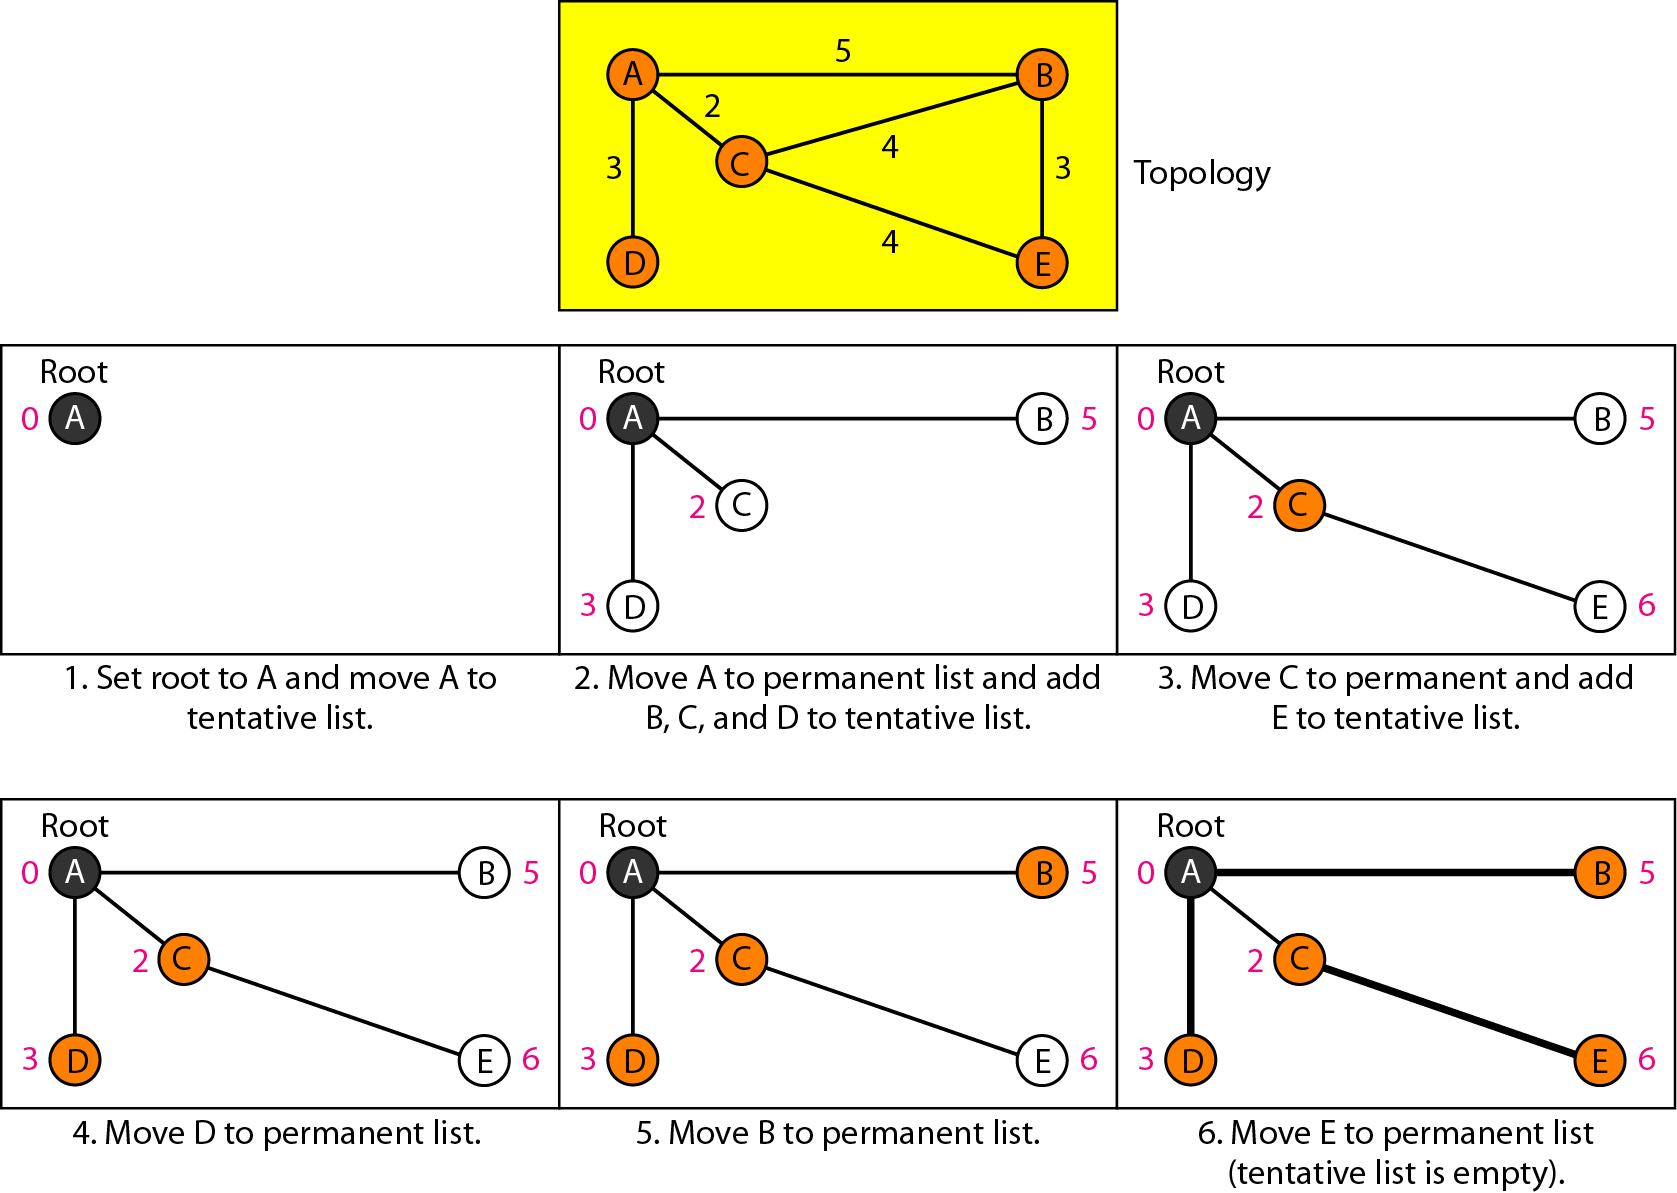 5
A
B
2
C
4
3
3
Topology
4
D
E
Root
0 A
Root
0 A B 5
2 C
3 D
Root
0 A B 5
2 C
3 D E 6
1. Set root to A and move A to
tentative list.
2. Move A to permanent list and add
B, C, and D to tentative list.
3. Move C to permanent and add
E to tentative list.
Root
0 A B 5
2 C
3 D E 6
Root
0 A B 5
2 C
3 D E 6
Root
0 A B 5
2 C
3 D E 6
4. Move D to permanent list.
5. Move B to permanent list.
6. Move E to permanent list
(tentative list is empty).